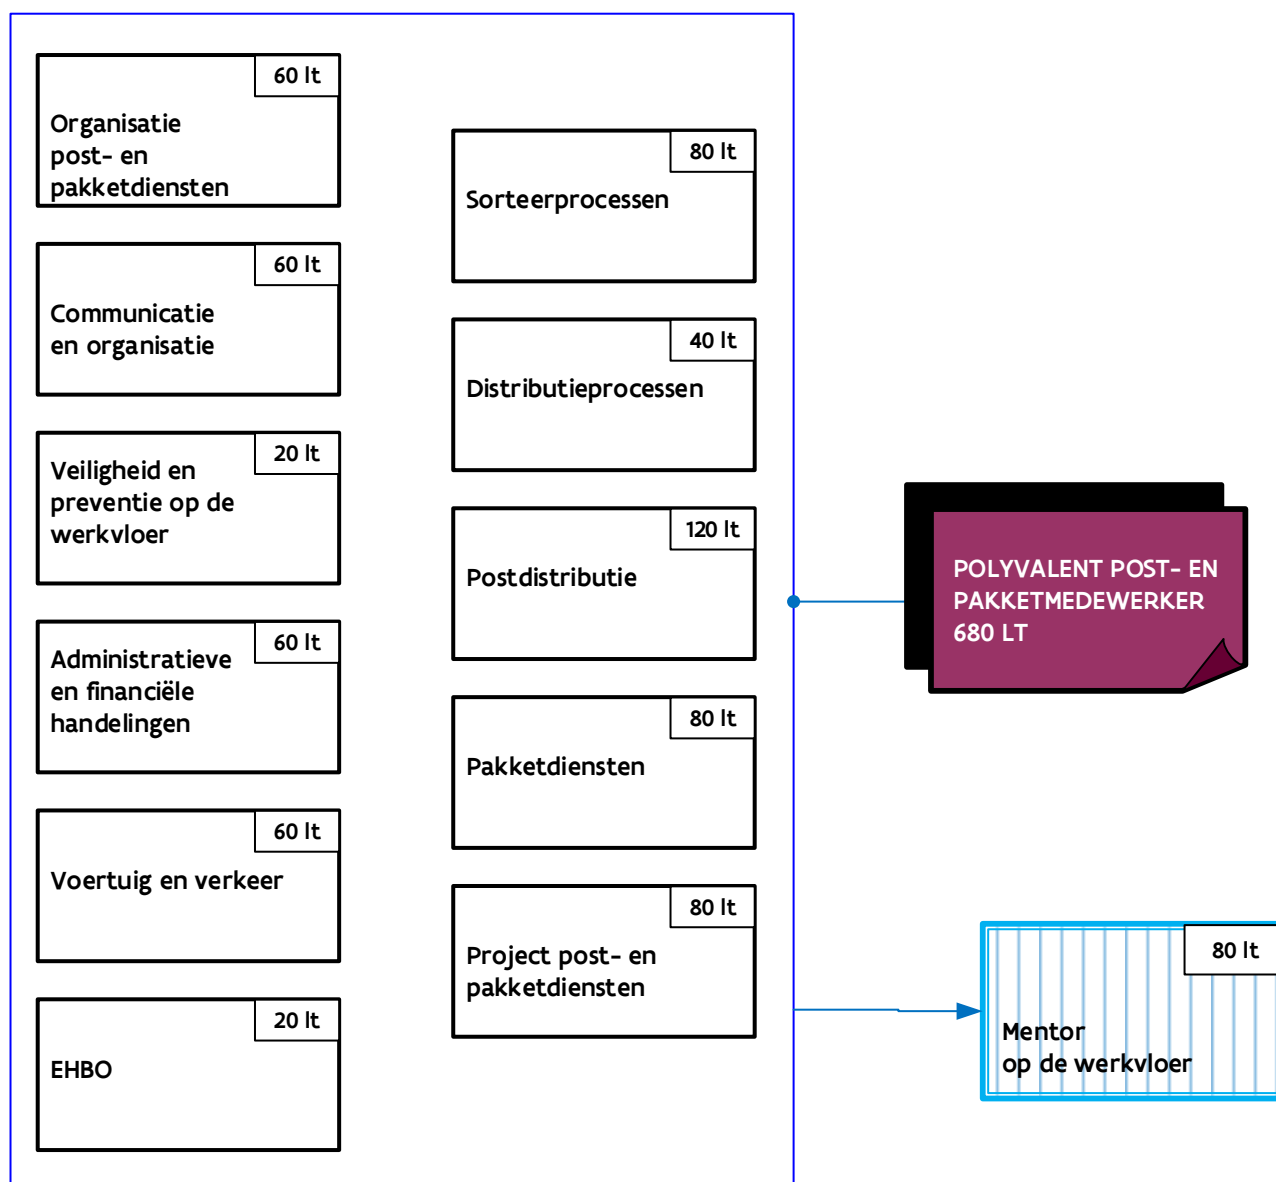 60 lt
Organisatie
post- en
pakketdiensten
60 lt
Communicatie
en organisatie
20 lt
Veiligheid en
preventie op de
werkvloer
60 lt
Administratieve
en financiële
handelingen
60 lt
Voertuig en verkeer
20 lt
EHBO
80 lt
Sorteerprocessen
40 lt
Distributieprocessen
120 lt
Postdistributie
80 lt
Pakketdiensten
80 lt
Project post- en
pakketdiensten
POLYVALENT POST- EN
PAKKETMEDEWERKER
680 LT
80 lt
Mentor
op de werkvloer